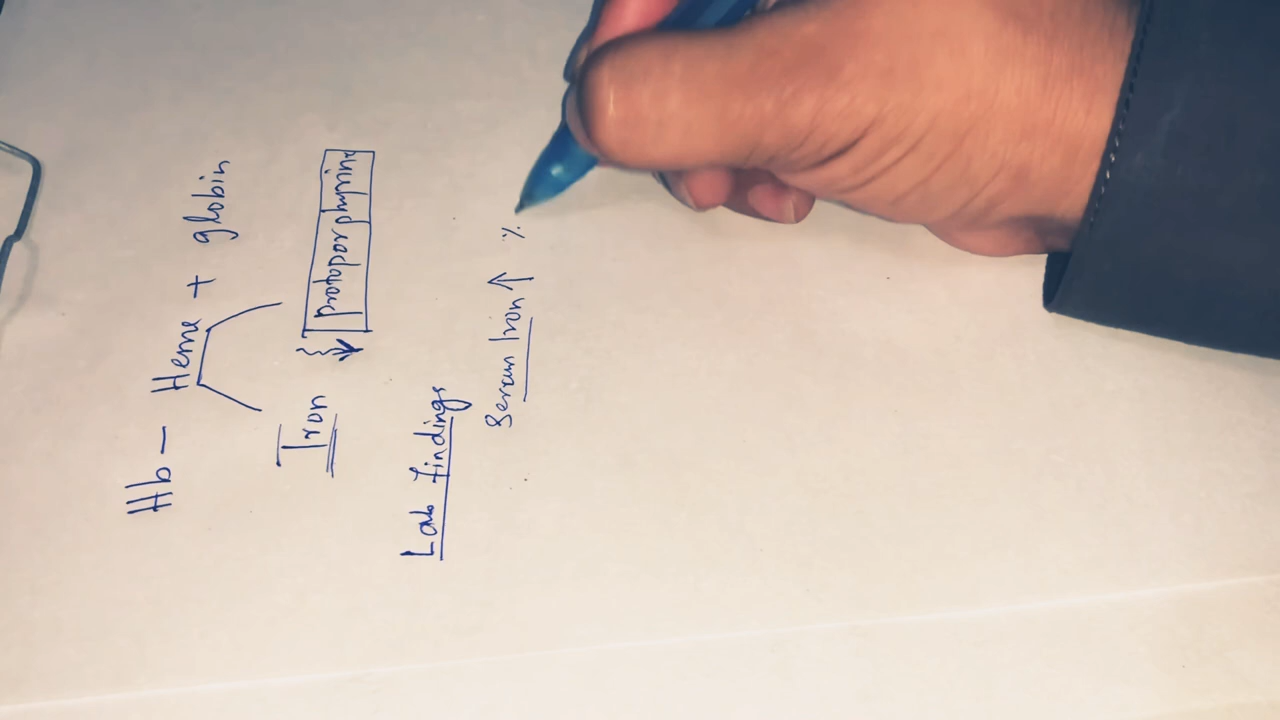 Hb - Heme + globin
Iron } ↓ protoporphyrin
Lab findings
Serum Iron ↑ %